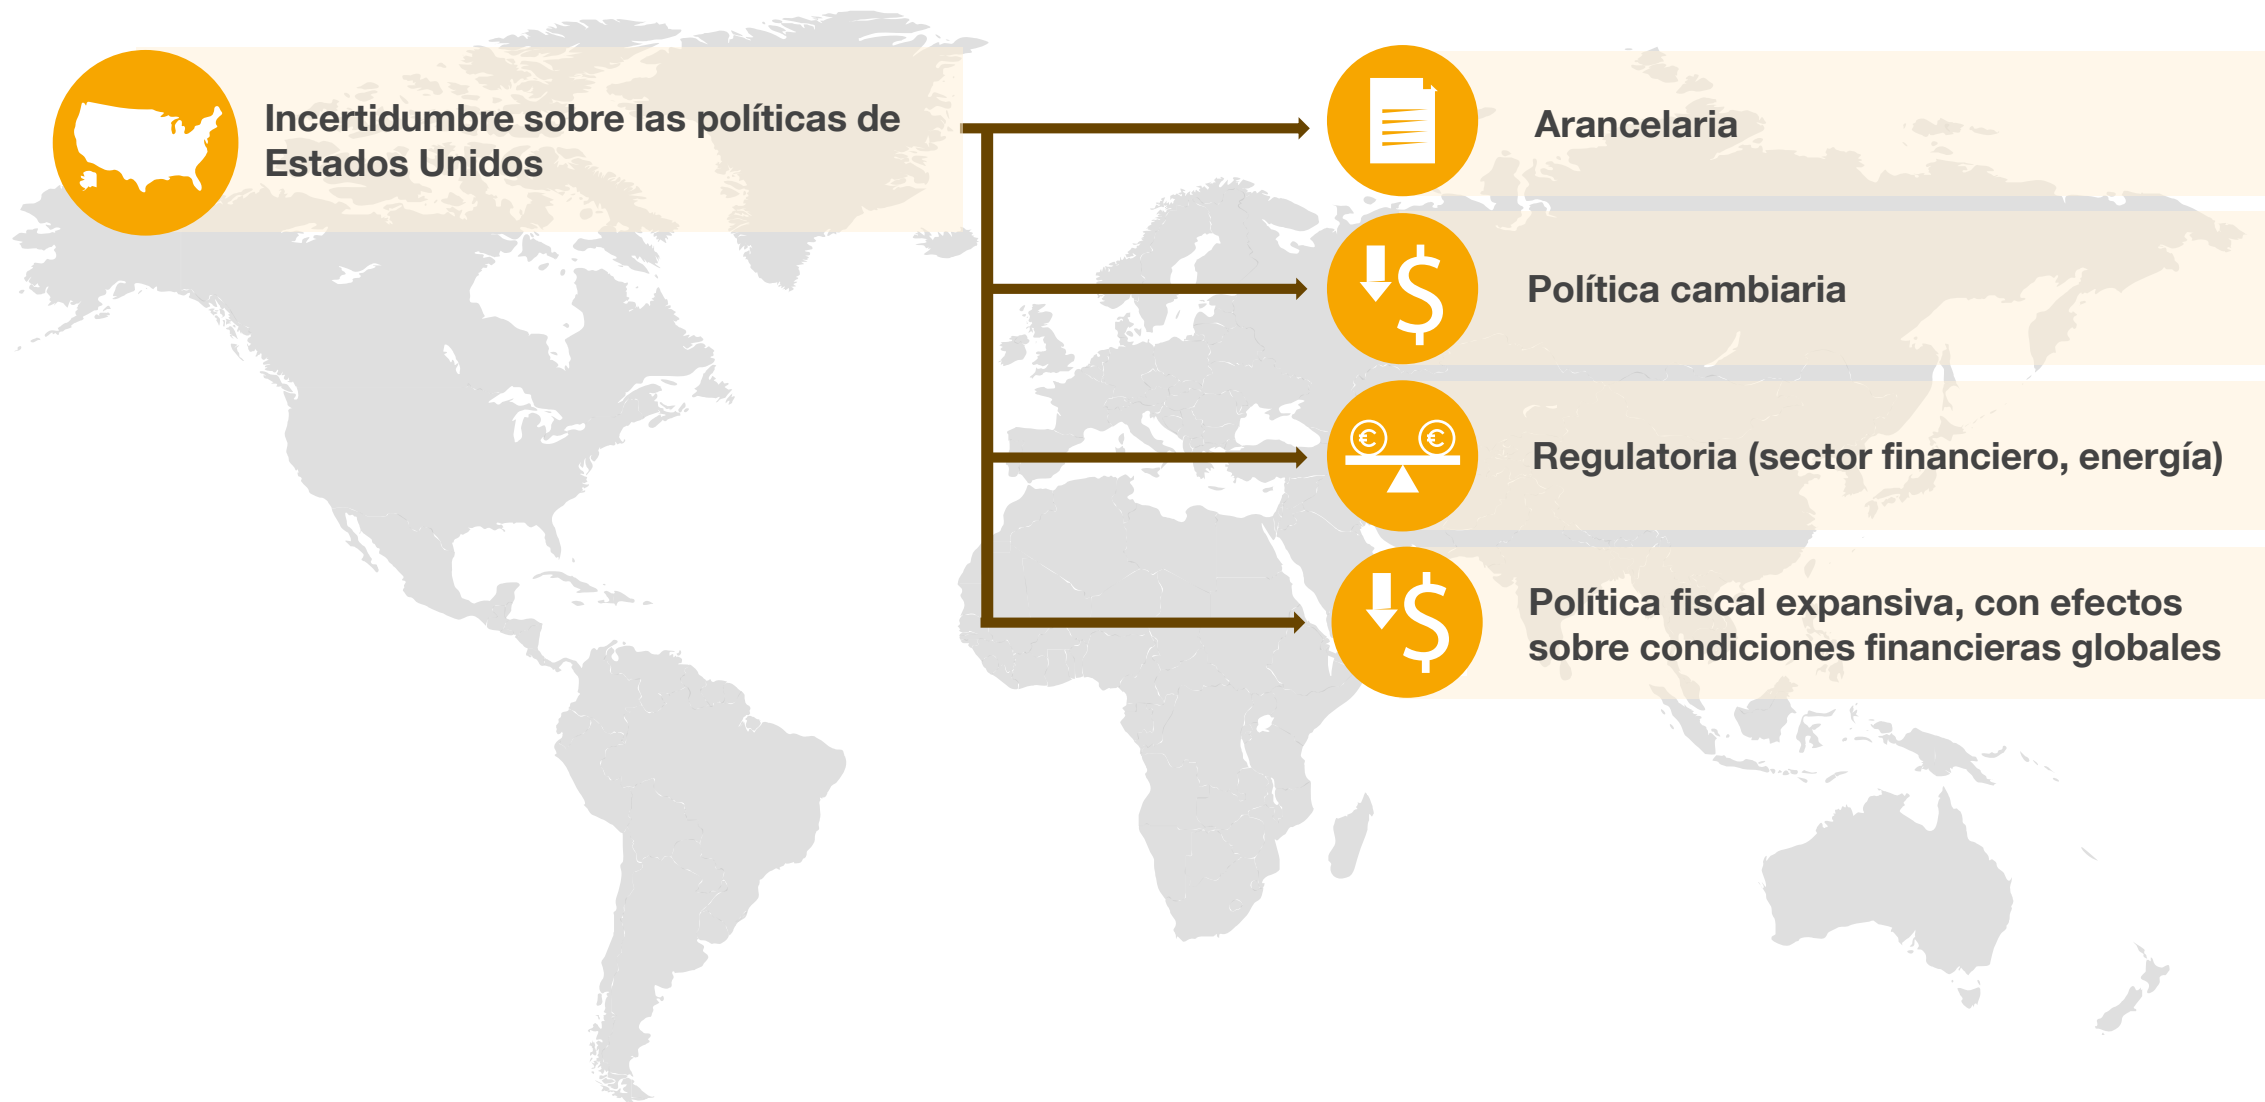 Incertidumbre sobre las políticas de
Estados Unidos
Arancelaria
$
Política cambiaria
€ €
Regulatoria (sector financiero, energía)
$
Política fiscal expansiva, con efectos
sobre condiciones financieras globales